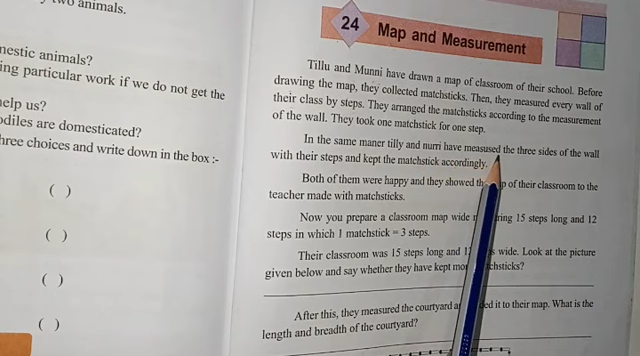 two animals.
nestic animals?
ing particular work if we do not get the
help us?
odiles are domesticated?
hree choices and write down in the box :-
( )
( )
( )
( )
24 Map and Measurement
Tillu and Munni have drawn a map of classroom of their school. Before
drawing the map, they collected matchsticks. Then, they measured every wall of
their class by steps. They arranged the matchsticks according to the measurement
of the wall. They took one matchstick for one step.
In the same maner tilly and nurri have measused the three sides of the wall
with their steps and kept the matchstick accordingly.
Both of them were happy and they showed th p of their classroom to the
teacher made with matchsticks.
Now you prepare a classroom map wide ring 15 steps long and 12
steps in which 1 matchstick = 3 steps.
Their classroom was 15 steps long and 1 s wide. Look at the picture
given below and say whether they have kept mo chsticks?
After this, they measured the courtyard a ded it to their map. What is the
length and breadth of the courtyard?